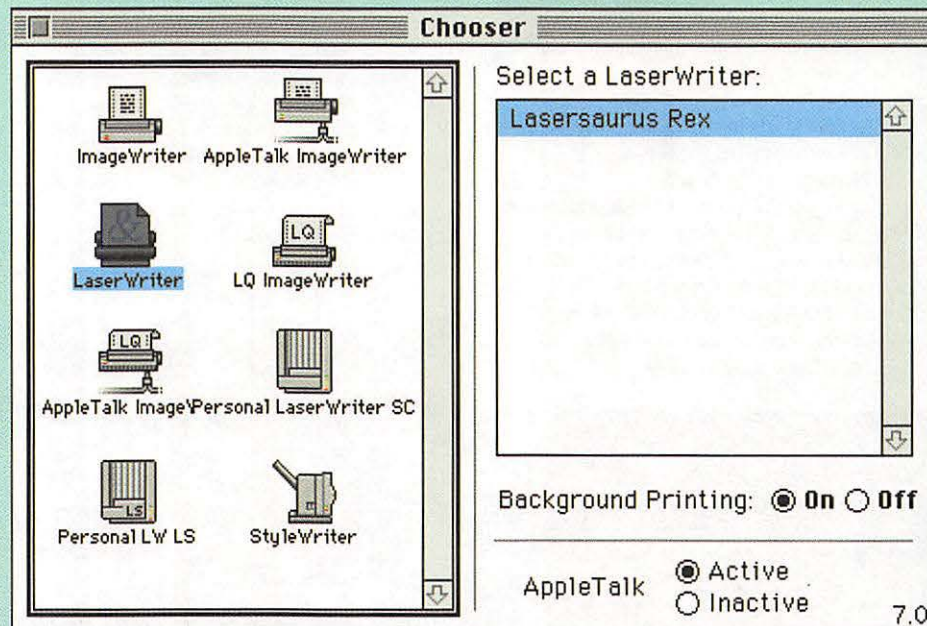 Chooser
ImageWriter
AppleTalk ImageWriter
&
LaserWriter
LQ
LQ ImageWriter
LQ
AppleTalk ImageW
Personal LaserWriter SC
LS
Personal LW LS
StyleWriter
Select a LaserWriter:
Lasersaurus Rex
Background Printing: On Off
AppleTalk
Active
Inactive
7.0